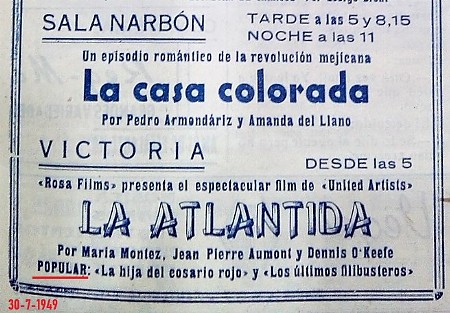 SALA NARBÓN
TARDE a las 5 y 8,15
NOCHE a las 11
Un episodio romántico de la revolución mejicana
La casa colorada
Por Pedro Armondáriz y Amanda del Llano
VICTORIA
DESDE las 5
«Rosa Films» presenta el espectacular film de «United Artists»
LA ATLANTIDA
Por María Montez, Jean Pierre Aumont y Dennis O'Keefe
POPULAR: «La hija del cosario rojo» y «Los últimos filibusteros»
30-7-1949